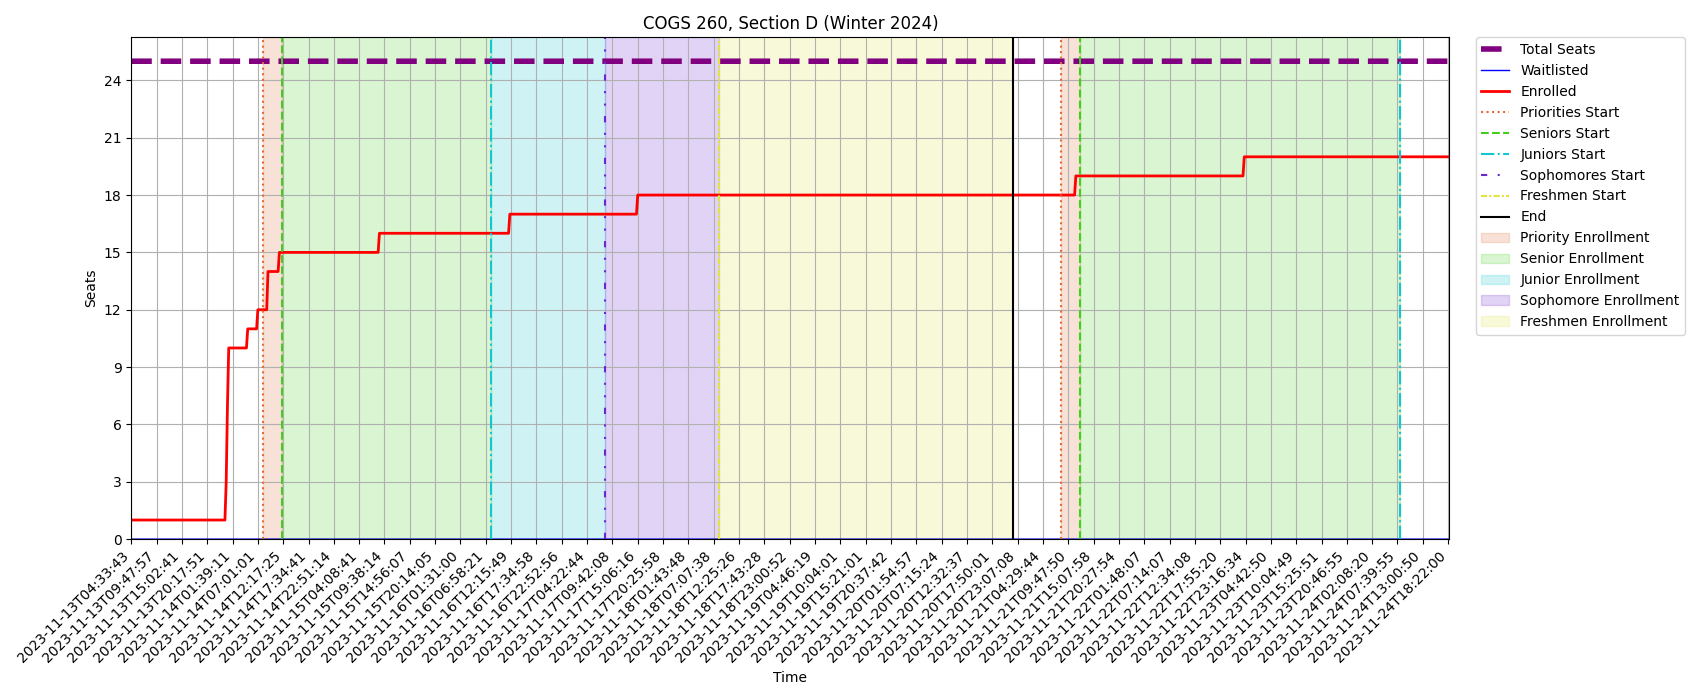 COGS 260, Section D (Winter 2024)
Seats
24
21
18
15
12
9
6
3
0
2023-11-13T04:33:43
2023-11-13T09:47:57
2023-11-13T15:02:41
2023-11-13T20:17:51
2023-11-14T01:39:11
2023-11-14T07:01:01
2023-11-14T12:17:25
2023-11-14T17:34:41
2023-11-14T22:51:14
2023-11-15T04:08:41
2023-11-15T09:38:14
2023-11-15T14:56:07
2023-11-15T20:14:05
2023-11-16T01:31:00
2023-11-16T06:58:21
2023-11-16T12:15:49
2023-11-16T17:34:58
2023-11-16T22:52:56
2023-11-17T04:22:44
2023-11-17T09:42:08
2023-11-17T15:06:16
2023-11-17T20:25:58
2023-11-18T01:43:48
2023-11-18T07:07:38
2023-11-18T12:25:26
2023-11-18T17:43:28
2023-11-18T23:00:52
2023-11-19T04:46:19
2023-11-19T10:04:01
2023-11-19T15:21:01
2023-11-19T20:37:42
2023-11-20T01:54:57
2023-11-20T07:15:24
2023-11-20T12:32:37
2023-11-20T17:50:01
2023-11-20T23:07:08
2023-11-21T04:29:44
2023-11-21T09:47:50
2023-11-21T15:07:58
2023-11-21T20:27:54
2023-11-22T01:48:07
2023-11-22T07:14:07
2023-11-22T12:34:08
2023-11-22T17:55:20
2023-11-22T23:16:34
2023-11-23T04:42:50
2023-11-23T10:04:49
2023-11-23T15:25:51
2023-11-23T20:46:55
2023-11-24T02:08:20
2023-11-24T07:39:55
2023-11-24T13:00:50
2023-11-24T18:22:00
Time
Total Seats
Waitlisted
Enrolled
Priorities Start
Seniors Start
Juniors Start
Sophomores Start
Freshmen Start
End
Priority Enrollment
Senior Enrollment
Junior Enrollment
Sophomore Enrollment
Freshmen Enrollment